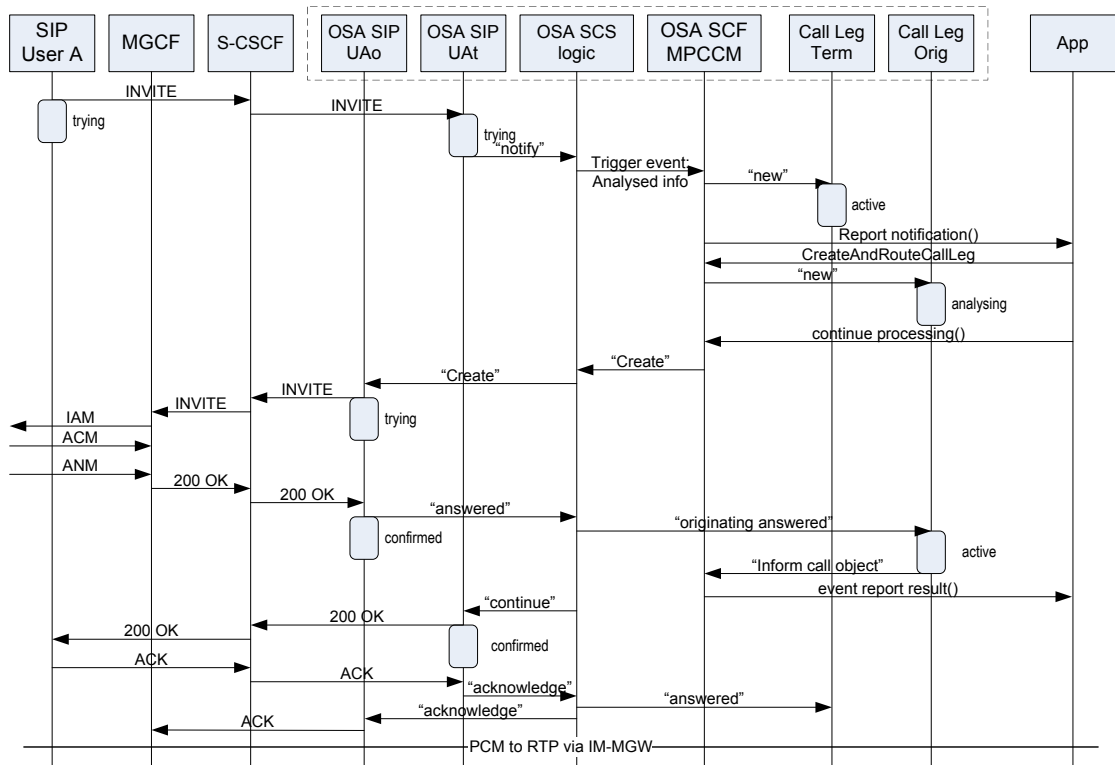 SIP
User A
MGCF
S-CSCF
OSA SIP
UAo
OSA SIP
UAt
OSA SCS
logic
OSA SCF
MPCCM
Call Leg
Term
Call Leg
Orig
App
INVITE
trying
INVITE
trying
“notify”
Trigger event:
Analysed info
“new”
active
Report notification()
CreateAndRouteCallLeg
“new”
analysing
continue processing()
“Create”
“Create”
INVITE
INVITE
trying
IAM
ACM
ANM
200 OK
200 OK
“answered”
confirmed
“originating answered”
active
“Inform call object”
event report result()
“continue”
200 OK
200 OK
confirmed
ACK
ACK
“acknowledge”
“answered”
“acknowledge”
ACK
PCM to RTP via IM-MGW